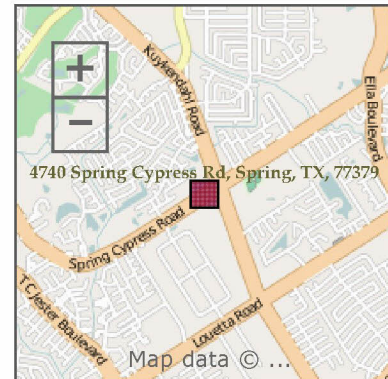 +
−
Kuykendahl Road
Ella Boulevard
4740 Spring Cypress Rd, Spring, TX, 77379
Spring Cypress Road
T C Jester Boulevard
Louetta Road
Map data © ...